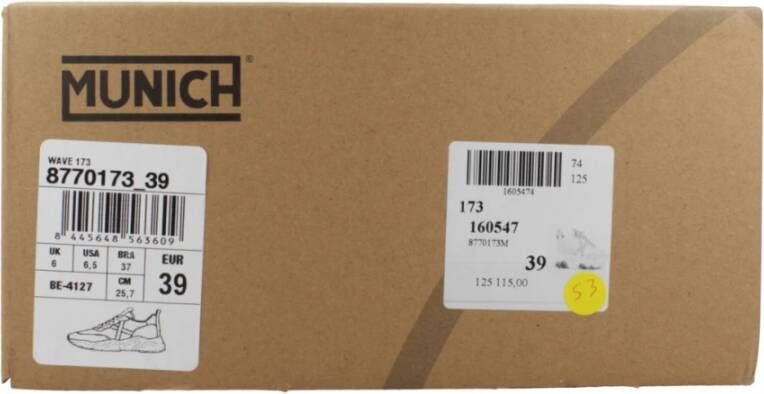 MUNICH®
WAVE 173
8770173_39
8 445648 563609
UK USA BRA EUR
6 6,5 37 39
BE-4127 CM
25,7
74
125
1605474
173
160547
8770173M
39
125 115,00
53